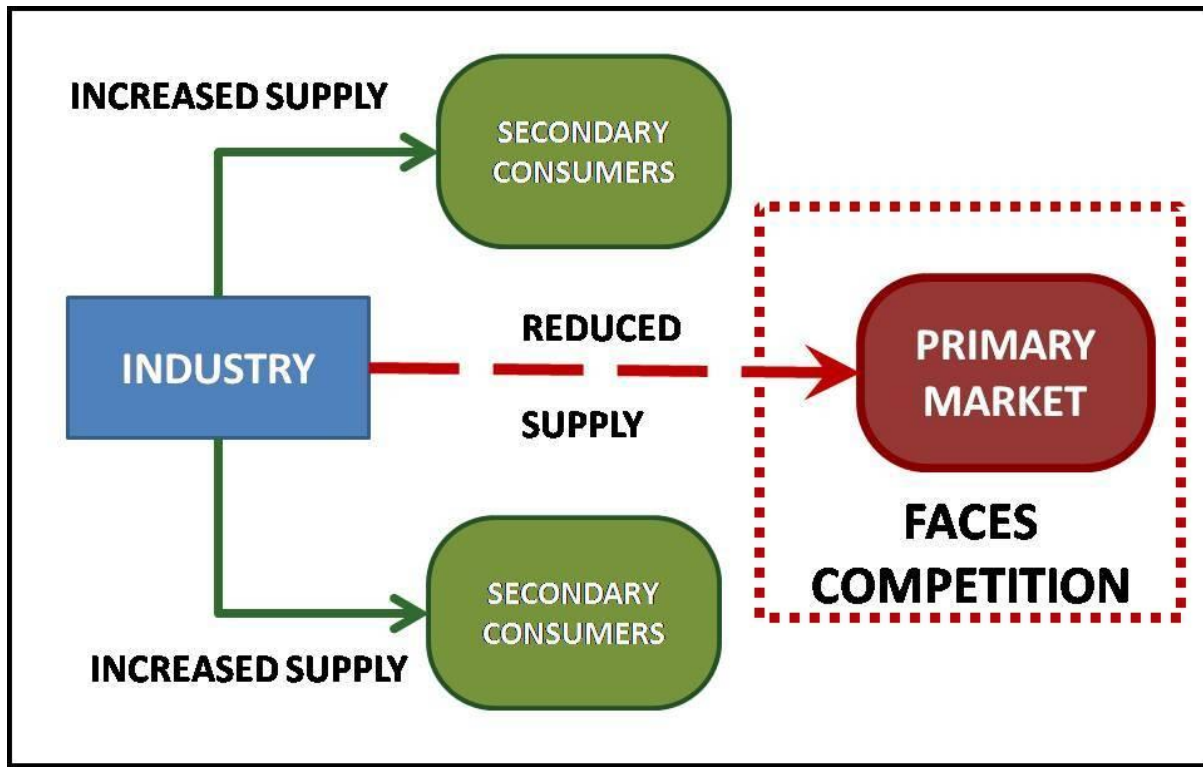 INCREASED SUPPLY
SECONDARY
CONSUMERS
INDUSTRY
REDUCED
SUPPLY
PRIMARY
MARKET
FACES
COMPETITION
SECONDARY
CONSUMERS
INCREASED SUPPLY